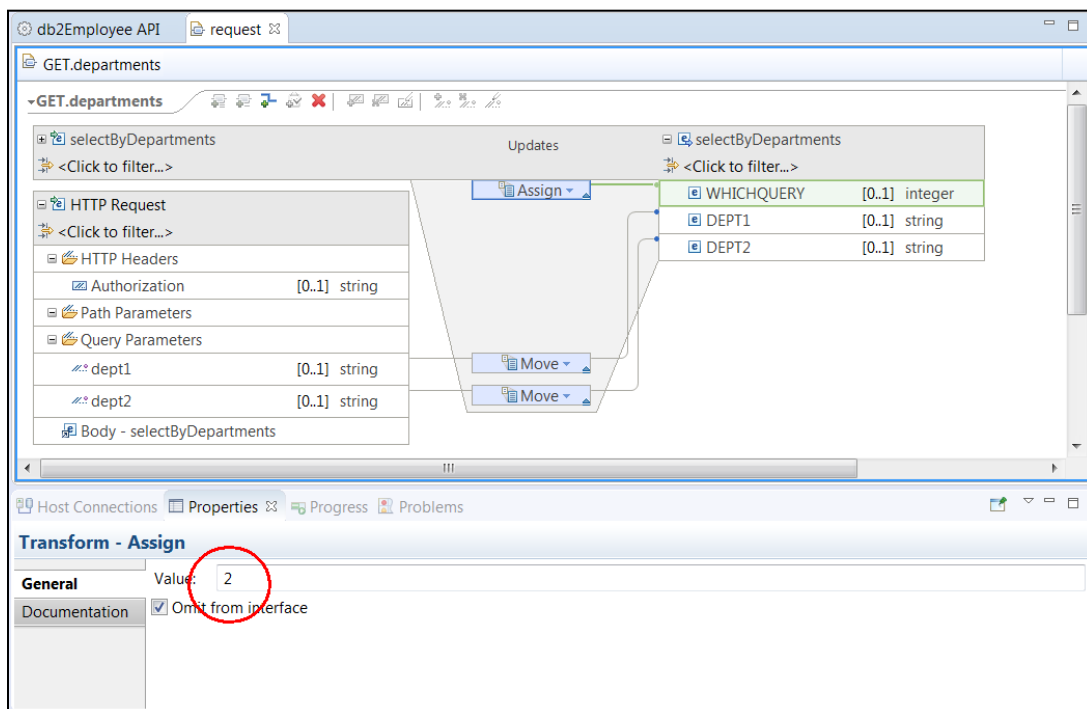 db2Employee API request
GET.departments
GET.departments
selectByDepartments Updates selectByDepartments
<Click to filter...> <Click to filter...>
Assign WHICHQUERY [0..1] integer
HTTP Request DEPT1 [0..1] string
<Click to filter...> DEPT2 [0..1] string
HTTP Headers
Authorization [0..1] string
Path Parameters
Query Parameters
dept1 [0..1] string Move
dept2 [0..1] string Move
Body - selectByDepartments
Host Connections Properties Progress Problems
Transform - Assign
General Value: 2
Documentation Omit from interface